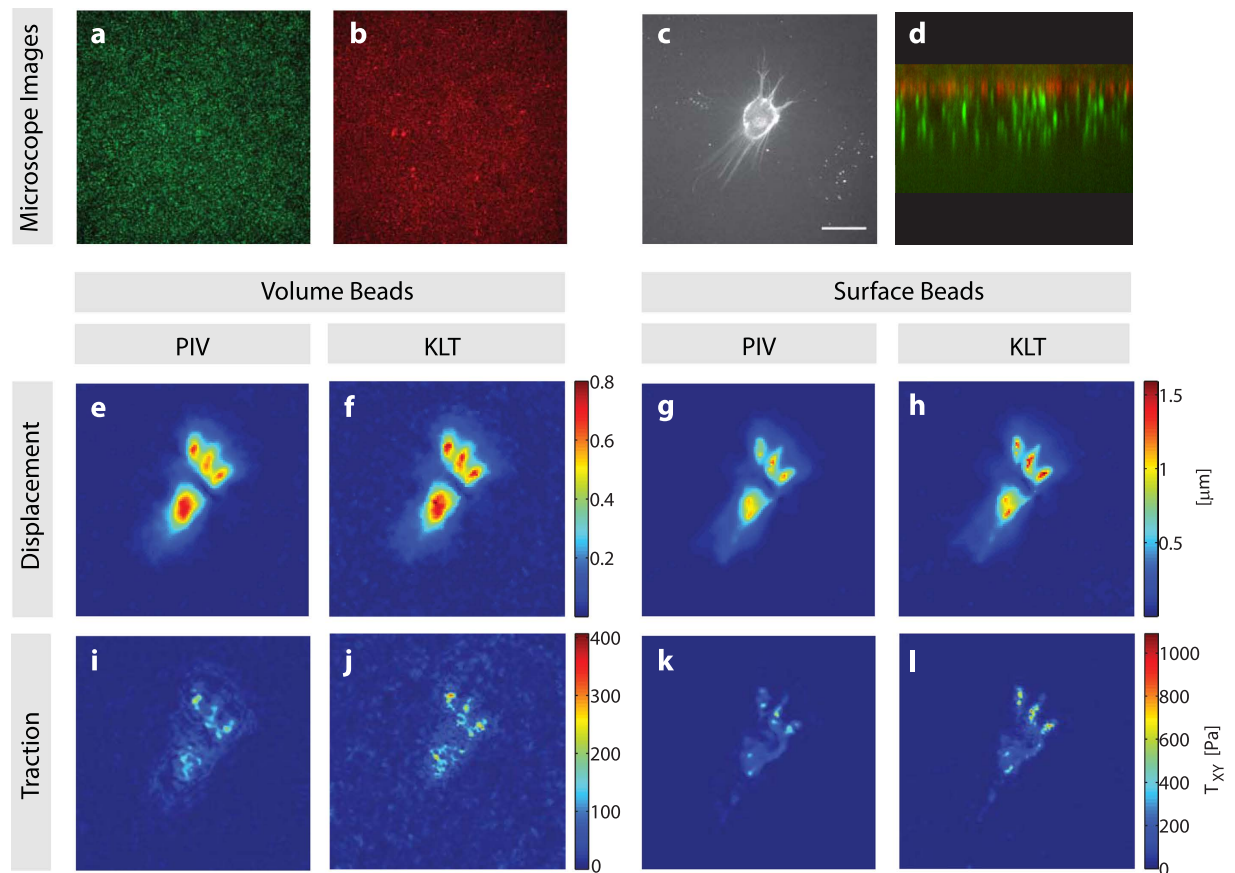 Microscope Images
a
b
c
d
Volume Beads
Surface Beads
PIV
KLT
PIV
KLT
Displacement
e
f
0.8
0.6
0.4
0.2
g
h
1.5
1
0.5
[µm]
Traction
i
j
400
300
200
100
0
k
l
1000
800
600
400
200
0
T XY [Pa]